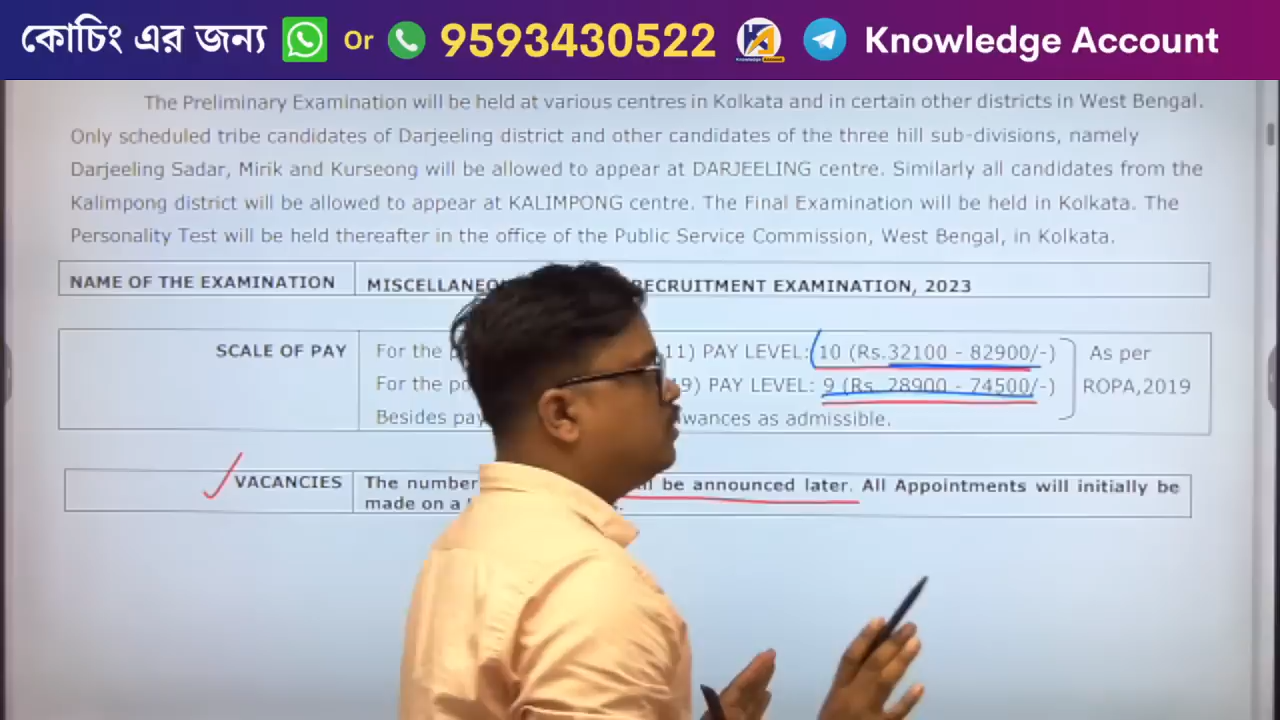 কোচিং এর জন্য Or 9593430522 Knowledge Account
The Preliminary Examination will be held at various centres in Kolkata and in certain other districts in West Bengal.
Only scheduled tribe candidates of Darjeeling district and other candidates of the three hill sub-divisions, namely
Darjeeling Sadar, Mirik and Kurseong will be allowed to appear at DARJEELING centre. Similarly all candidates from the
Kalimpong district will be allowed to appear at KALIMPONG centre. The Final Examination will be held in Kolkata. The
Personality Test will be held thereafter in the office of the Public Service Commission, West Bengal, in Kolkata.
NAME OF THE EXAMINATION RECRUITMENT EXAMINATION, 2023
SCALE OF PAY For the 11) PAY LEVEL: 10 (Rs.32100 - 82900/-) As per
For the 9) PAY LEVEL: 9 (Rs. 28900 - 74500/-) ROPA,2019
Besides pay as admissible.
VACANCIES The number be announced later. All Appointments will initially be
made on a